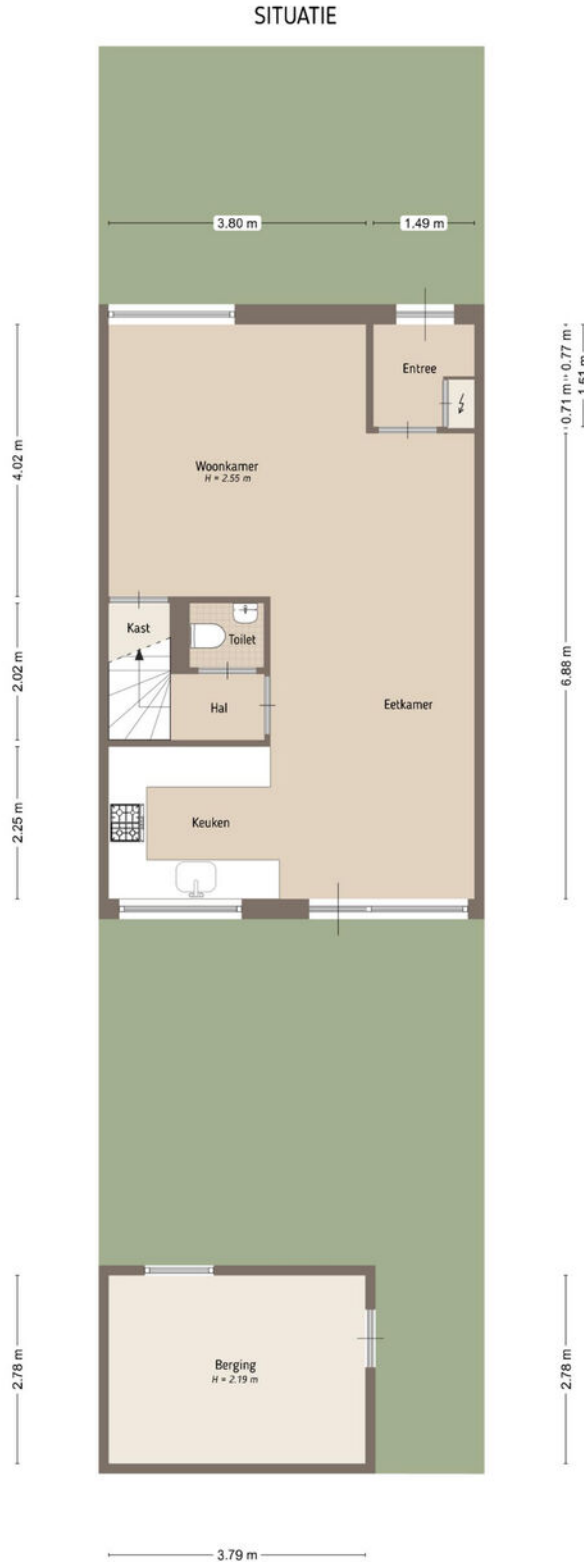 SITUATIE
3.80 m
1.49 m
Entree
0.77 m
0.71 m
1.51 m
4.02 m
Woonkamer
H = 2.55 m
Kast
Toilet
2.02 m
Hal
Eetkamer
6.88 m
2.25 m
Keuken
2.78 m
Berging
H = 2.19 m
2.78 m
3.79 m